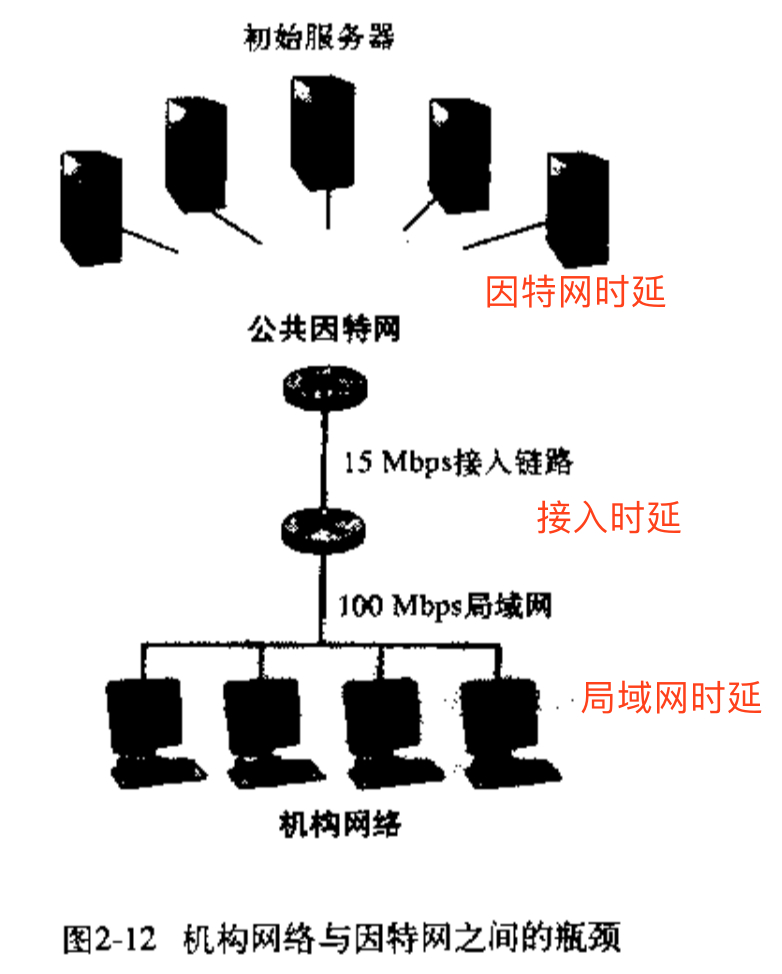 初始服务器
因特网时延
公共因特网
15 Mbps接入链路
接入时延
100 Mbps局域网
局域网时延
机构网络
图2-12 机构网络与因特网之间的瓶颈